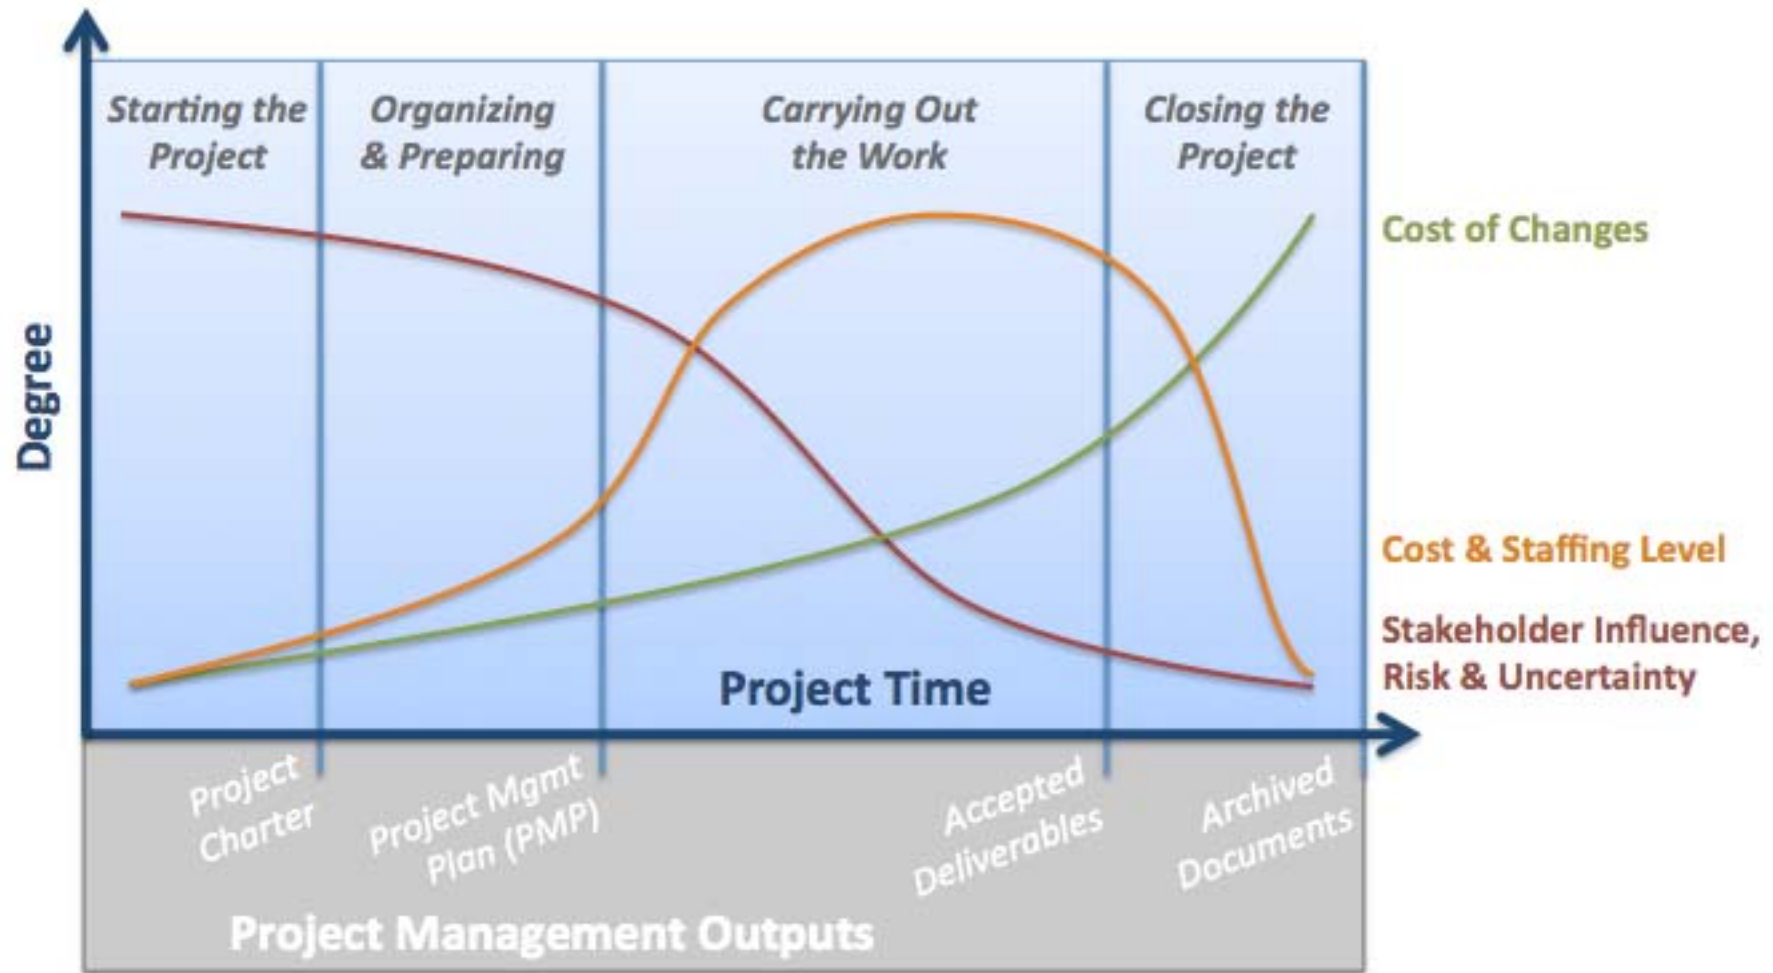 Starting the
Project
Organizing
& Preparing
Carrying Out
the Work
Closing the
Project
Cost of Changes
Degree
Cost & Staffing Level
Stakeholder Influence,
Risk & Uncertainty
Project Time
Project
Charter
Project Mgmt
Plan (PMP)
Accepted
Deliverables
Archived
Documents
Project Management Outputs